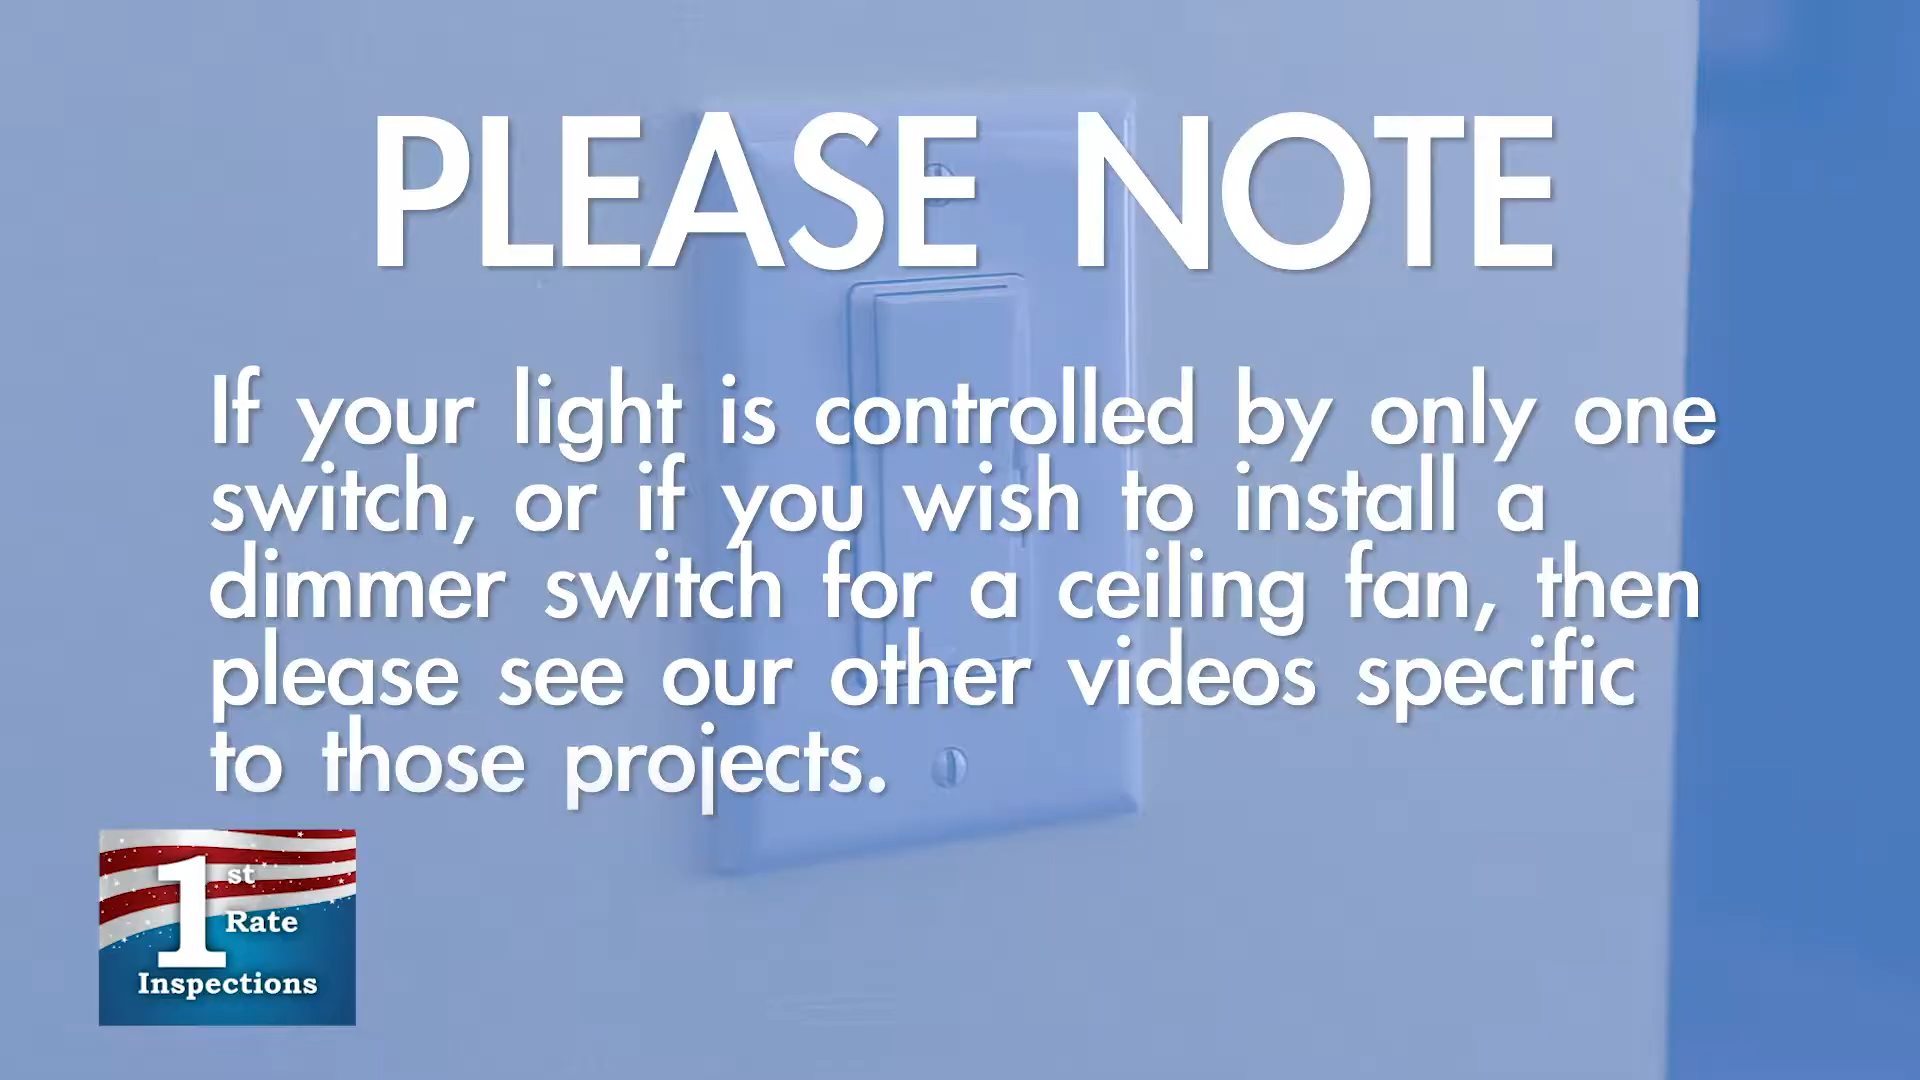 PLEASE NOTE
If your light is controlled by only one
switch, or if you wish to install a
dimmer switch for a ceiling fan, then
please see our other videos specific
to those projects.
1st
Rate
Inspections